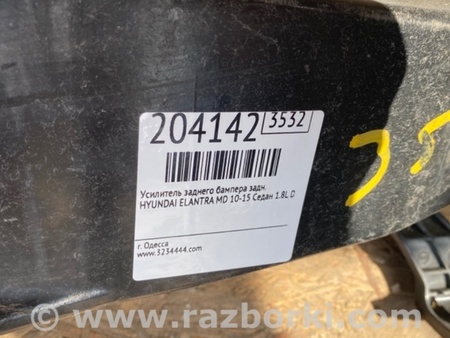 204142 3532
Усилитель заднего бампера задн.
HYUNDAI ELANTRA MD 10-15 Седан 1.8L D
г. Одесса
www.3234444.com
www.razborki.com